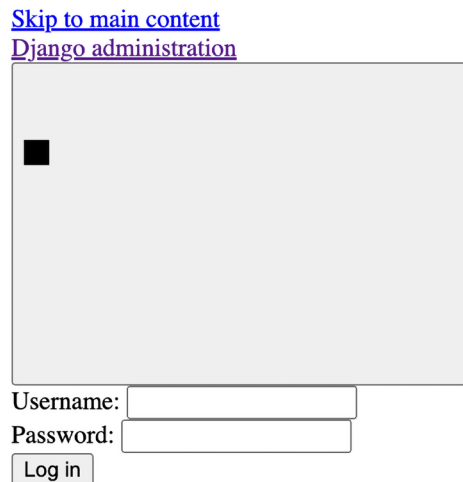 Skip to main content
Django administration
Username:
Password:
Log in